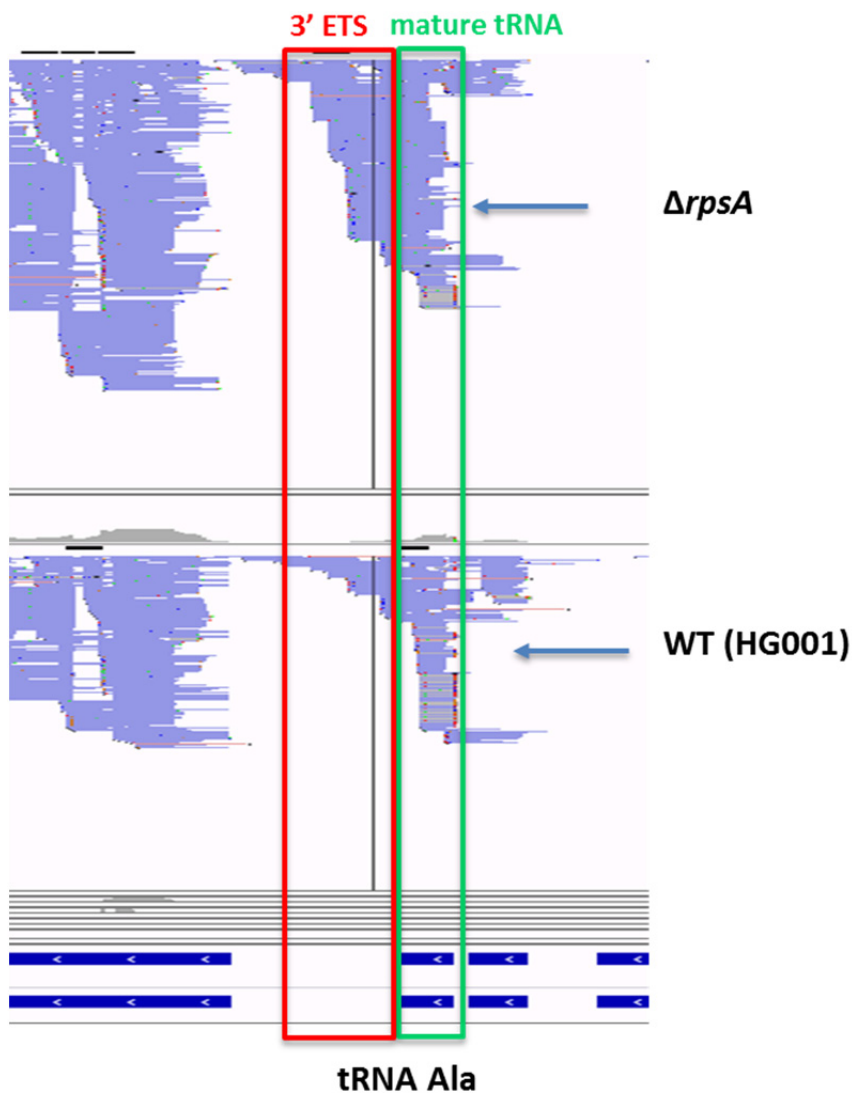 3’ ETS mature tRNA
ΔrpsA
WT (HG001)
< < < < < <
< < < < < <
tRNA Ala